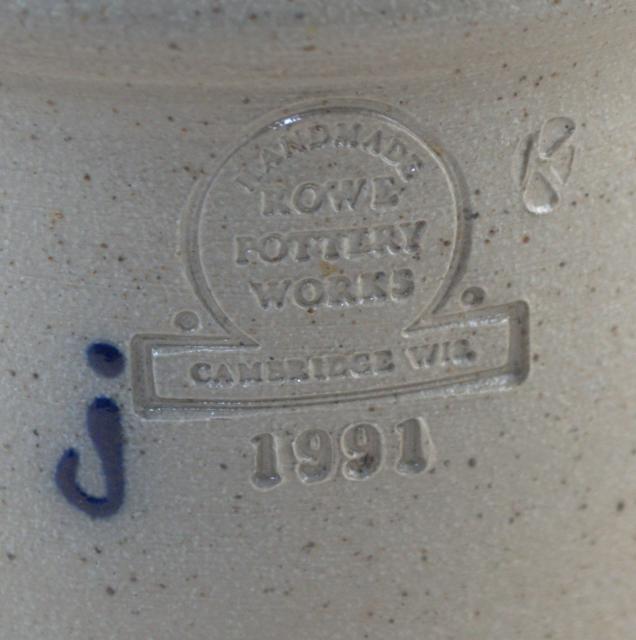 HANDMADE
ROWE
POTTERY
WORKS
CAMBRIDGE WIS.
1991
j